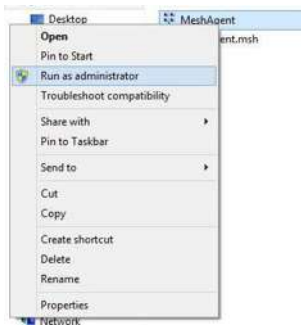 Desktop
MeshAgent
Open
ent.msh
Pin to Start
Run as administrator
Troubleshoot compatibility
Share with
Pin to Taskbar
Send to
Cut
Copy
Create shortcut
Delete
Rename
Properties
Network